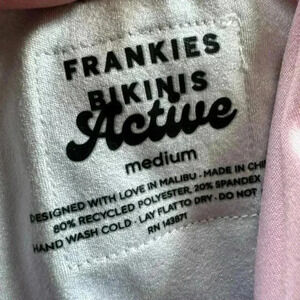 FRANKIES
BIKINIS
Active
medium
DESIGNED WITH LOVE IN MALIBU · MADE IN
80% RECYCLED POLYESTER, 20% SPANDEX
HAND WASH COLD · LAY FLAT TO DRY · DO NOT
RN 143871